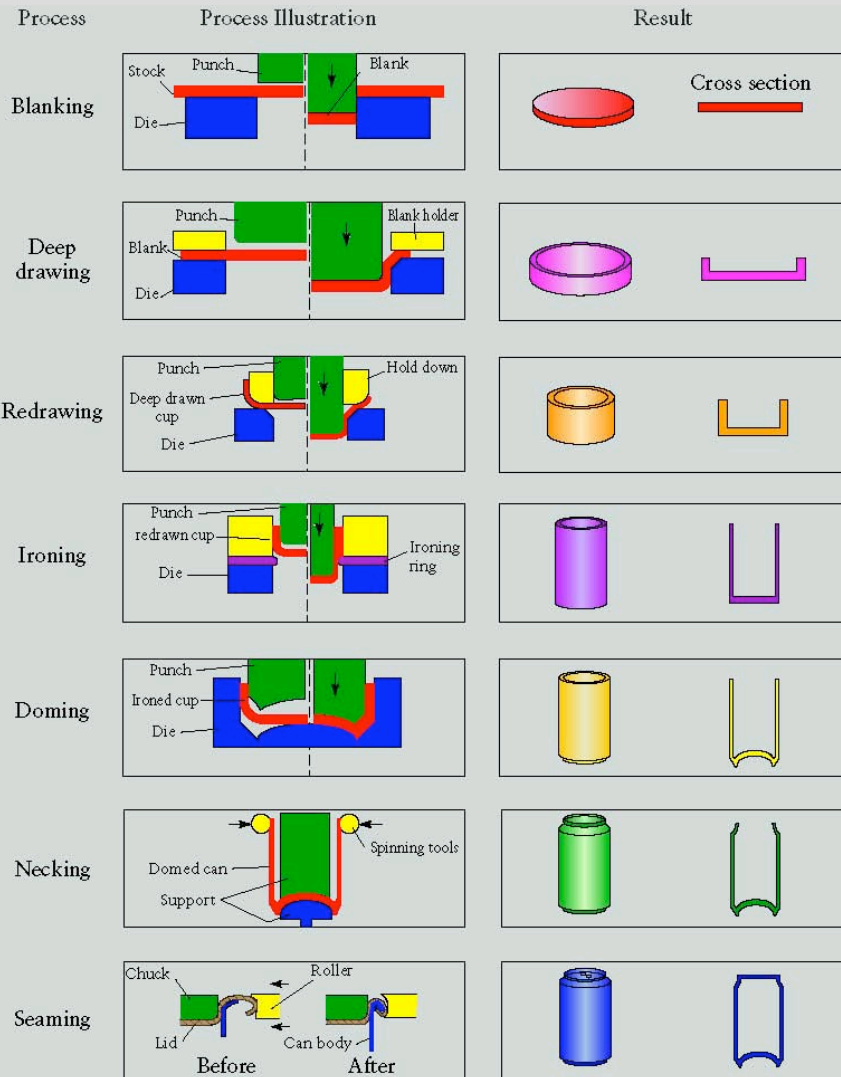 Process Process Illustration Result
Blanking
Punch
Blank
Stock
Die
Cross section
Deep
drawing
Punch
Blank holder
Blank
Die
Redrawing
Punch
Hold down
Deep drawn
cup
Die
Ironing
Punch
redrawn cup
Die
Ironing
ring
Doming
Punch
Ironed cup
Die
Necking
Spinning tools
Domed can
Support
Seaming
Chuck
Roller
Lid
Can body
Before After